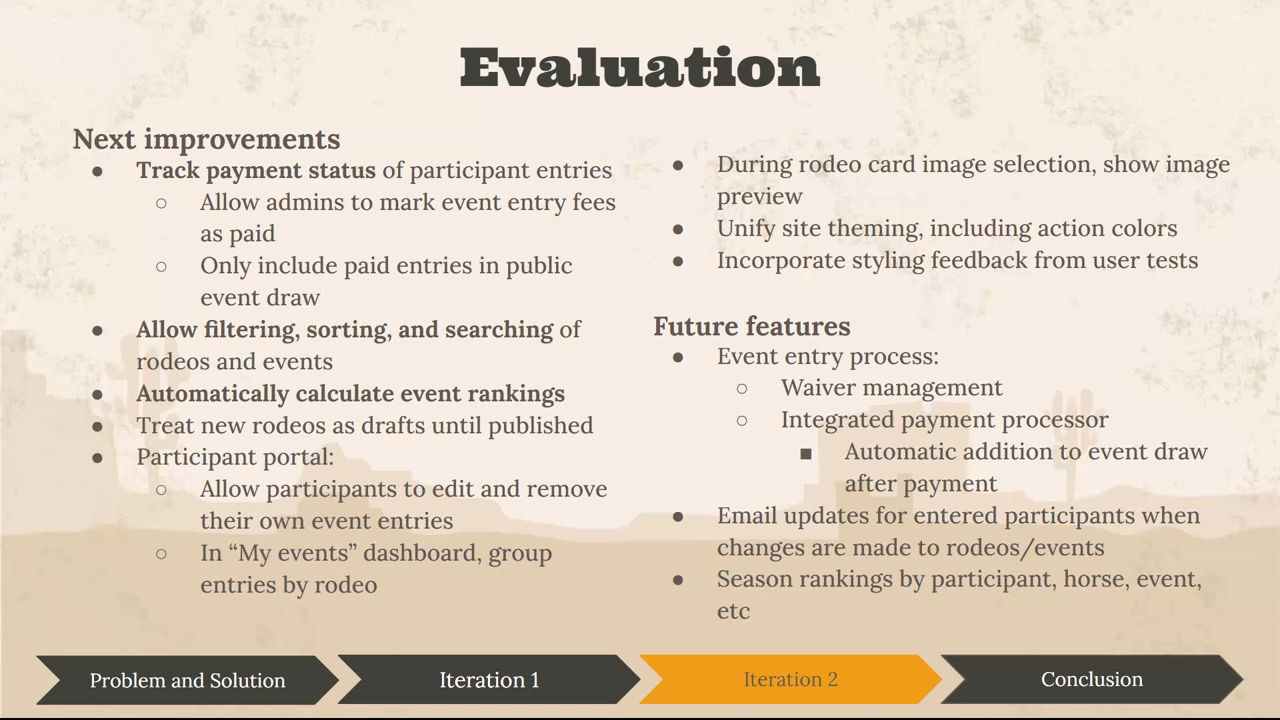 Evaluation
Next improvements
● Track payment status of participant entries
○ Allow admins to mark event entry fees
as paid
○ Only include paid entries in public
event draw
● Allow filtering, sorting, and searching of
rodeos and events
● Automatically calculate event rankings
● Treat new rodeos as drafts until published
● Participant portal:
○ Allow participants to edit and remove
their own event entries
○ In “My events” dashboard, group
entries by rodeo
● During rodeo card image selection, show image
preview
● Unify site theming, including action colors
● Incorporate styling feedback from user tests
Future features
● Event entry process:
○ Waiver management
○ Integrated payment processor
■ Automatic addition to event draw
after payment
● Email updates for entered participants when
changes are made to rodeos/events
● Season rankings by participant, horse, event,
etc
Problem and Solution
Iteration 1
Iteration 2
Conclusion